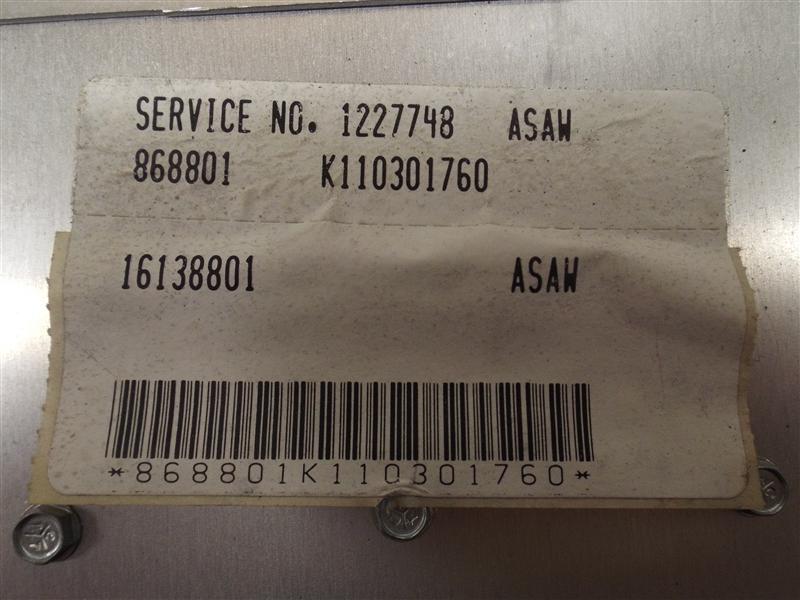 SERVICE NO. 1227748 ASAW
868801 K110301760
16138801 ASAW
*868801K110301760*